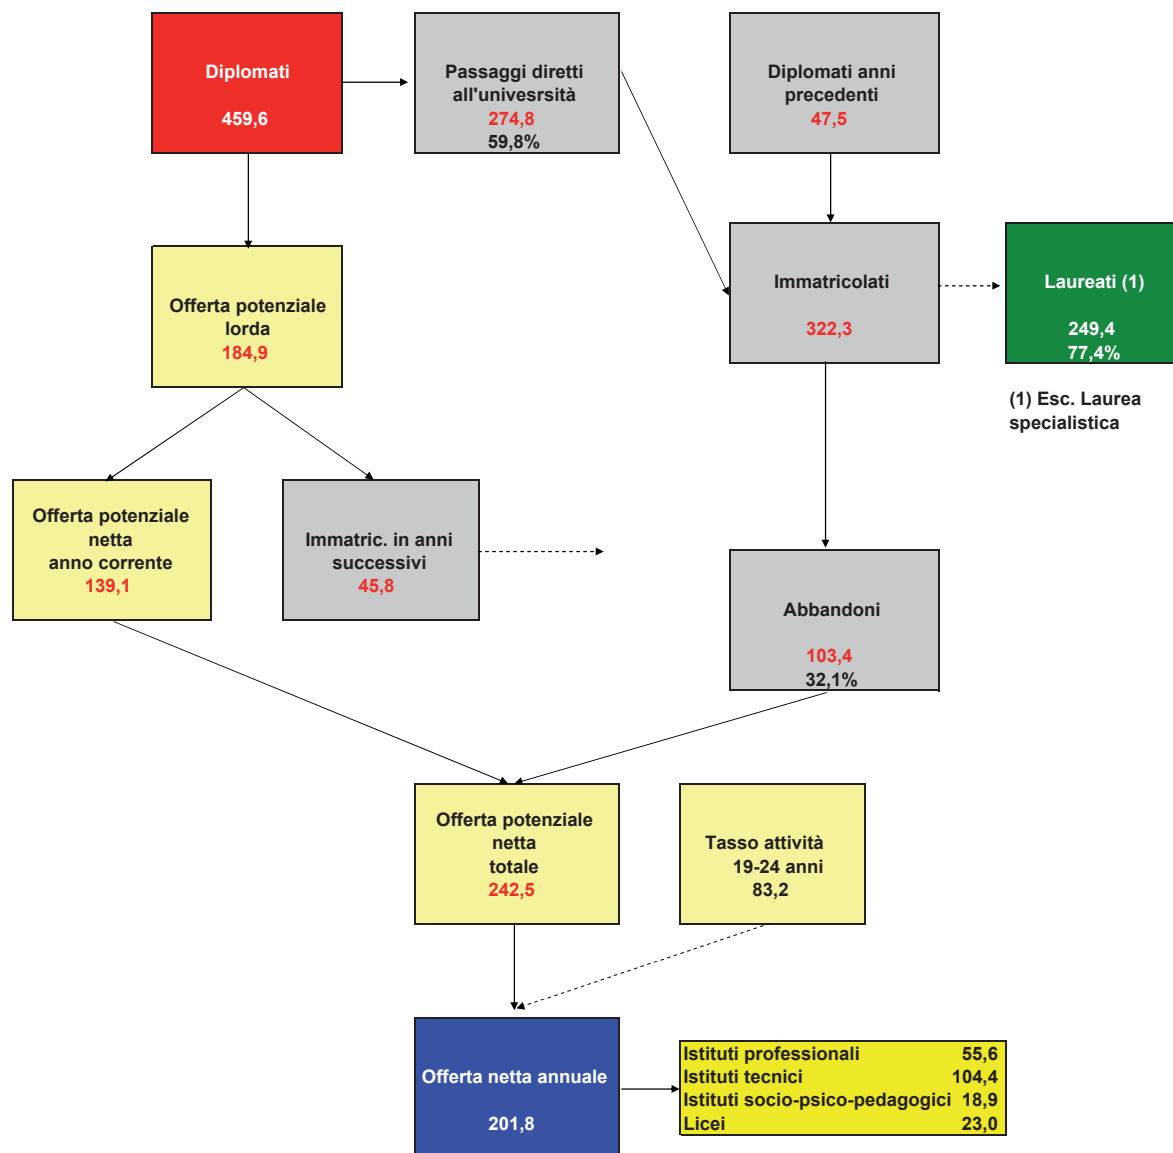 Diplomati
459,6
Passaggi diretti
all'univesrsità
274,8
59,8%
Diplomati anni
precedenti
47,5
Offerta potenziale
lorda
184,9
Immatricolati
322,3
Laureati (1)
249,4
77,4%
(1) Esc. Laurea
specialistica
Offerta potenziale
netta
anno corrente
139,1
Immatric. in anni
successivi
45,8
Abbandoni
103,4
32,1%
Offerta potenziale
netta
totale
242,5
Tasso attività
19-24 anni
83,2
Offerta netta annuale
201,8
Istituti professionali 55,6
Istituti tecnici 104,4
Istituti socio-psico-pedagogici 18,9
Licei 23,0